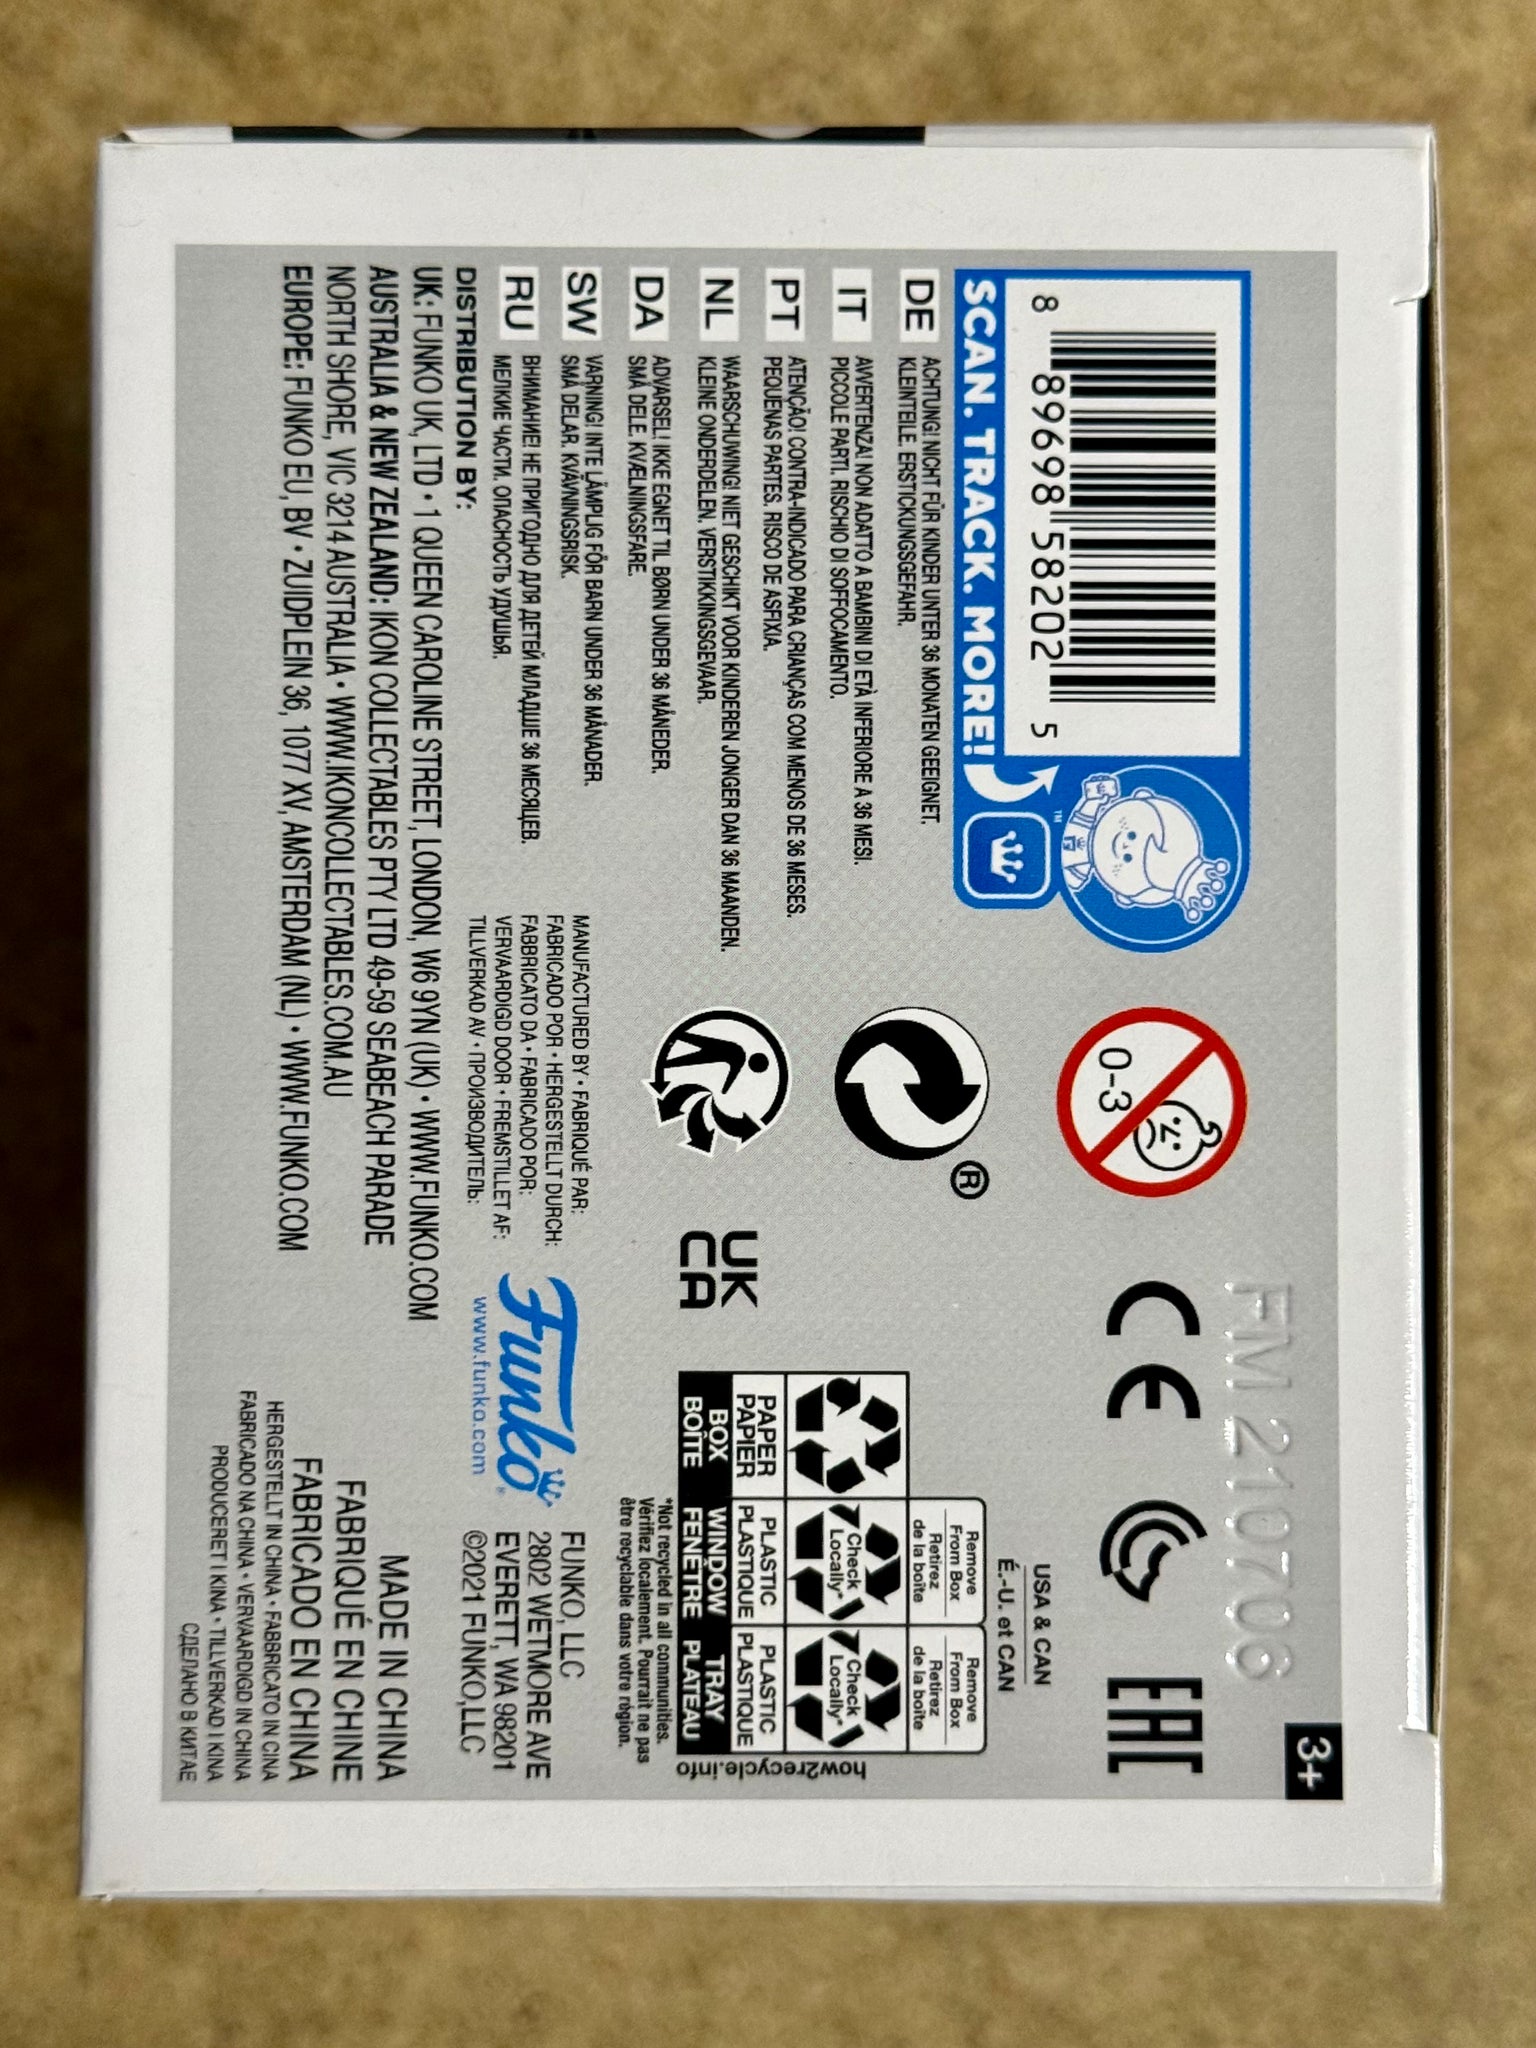 8 89698 58202 5
SCAN. TRACK. MORE!
TM
0-3
FM 210706
3+
DE ACHTUNG! NICHT FÜR KINDER UNTER 36 MONATEN GEEIGNET.
KLEINTEILE. ERSTICKUNGSGEFAHR.
IT AVVERTENZA! NON ADATTO A BAMBINI DI ETÀ INFERIORE A 36 MESI.
PICCOLE PARTI. RISCHIO DI SOFFOCAMENTO.
PT ATENÇÃO! CONTRA-INDICADO PARA CRIANÇAS COM MENOS DE 36 MESES.
PEQUENAS PARTES. RISCO DE ASFIXIA.
NL WAARSCHUWING! NIET GESCHIKT VOOR KINDEREN JONGER DAN 36 MAANDEN.
KLEINE ONDERDELEN. VERSTIKKINGSGEVAAR.
DA ADVARSEL! IKKE EGNET TIL BØRN UNDER 36 MÅNEDER.
SMÅ DELE. KVÆLNINGSFARE.
SW VARNING! INTE LÄMPLIG FÖR BARN UNDER 36 MÅNADER.
SMÅ DELAR. KVÄVNINGSRISK.
RU ВНИМАНИЕ! НЕ ПРИГОДНО ДЛЯ ДЕТЕЙ МЛАДШЕ 36 МЕСЯЦЕВ.
МЕЛКИЕ ЧАСТИ. ОПАСНОСТЬ УДУШЬЯ.
®
CE
EAC
UK
CA
USA & CAN
É.-U. et CAN
Remove
From Box
Retirez
de la boîte
Remove
From Box
Retirez
de la boîte
Check
Locally*
Check
Locally*
PAPER
PAPIER
PLASTIC
PLASTIQUE
PLASTIC
PLASTIQUE
BOX
BOÎTE
WINDOW
FENÊTRE
TRAY
PLATEAU
how2recycle.info
*Not recycled in all communities.
Vérifiez localement. Pourrait ne pas
être recyclable dans votre région.
MANUFACTURED BY • FABRIQUÉ PAR:
FABRICADO POR • HERGESTELLT DURCH:
FABBRICATO DA • FABRICADO POR:
VERVAARDIGD DOOR • FREMSTILLET AF:
TILLVERKAD AV • ПРОИЗВОДИТЕЛЬ:
Funko
www.funko.com
FUNKO, LLC
2802 WETMORE AVE
EVERETT, WA 98201
©2021 FUNKO,LLC
DISTRIBUTION BY:
UK: FUNKO UK, LTD • 1 QUEEN CAROLINE STREET, LONDON, W6 9YN (UK) • WWW.FUNKO.COM
AUSTRALIA & NEW ZEALAND: IKON COLLECTABLES PTY LTD 49-59 SEABEACH PARADE
NORTH SHORE, VIC 3214 AUSTRALIA • WWW.IKONCOLLECTABLES.COM.AU
EUROPE: FUNKO EU, BV • ZUIDPLEIN 36, 1077 XV, AMSTERDAM (NL) • WWW.FUNKO.COM
MADE IN CHINA
FABRIQUÉ EN CHINE
FABRICADO EN CHINA
HERGESTELLT IN CHINA • FABBRICATO IN CINA
FABRICADO NA CHINA • VERVAARDIGD IN CHINA
PRODUCERET I KINA • TILLVERKAD I KINA
СДЕЛАНО В КИТАЕ